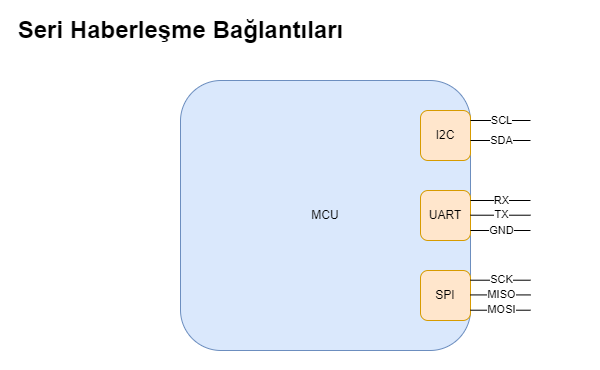 Seri Haberleşme Bağlantıları
SCL
I2C
SDA
RX
MCU
UART
TX
GND
SCK
SPI
MISO
MOSI